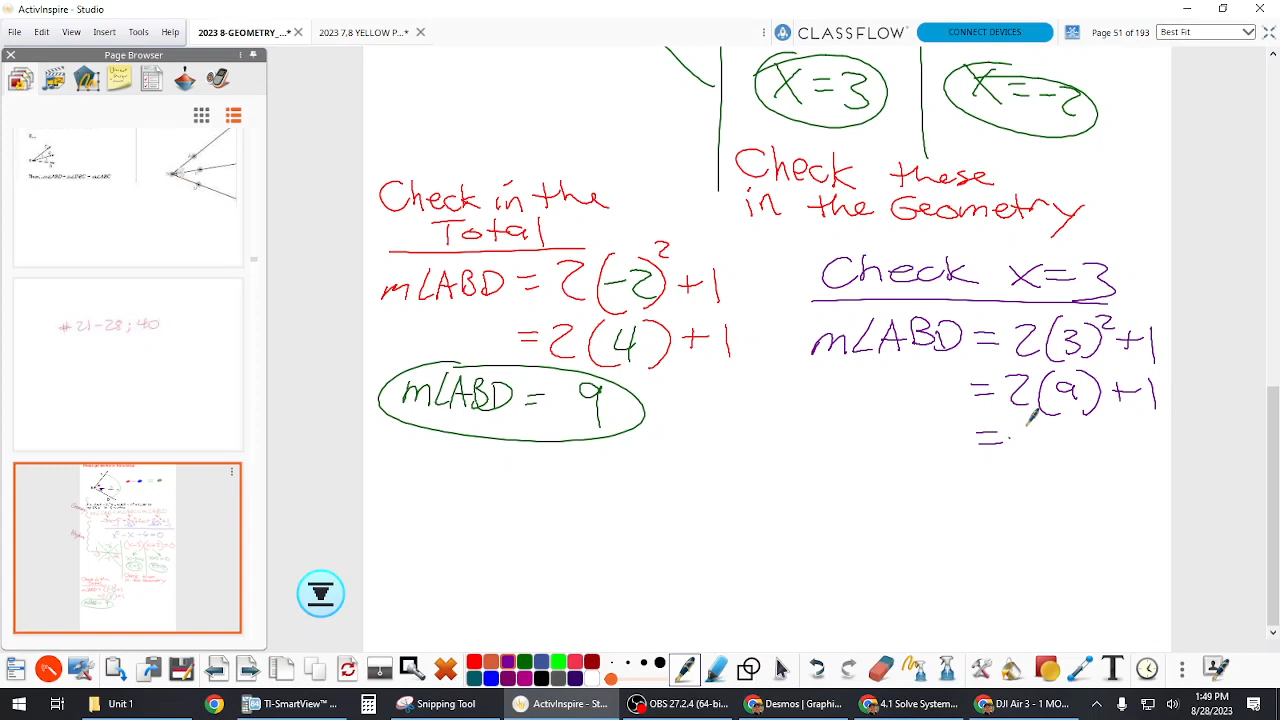 ActivInspire - Studio
File Edit View Insert Tools Help
2023 8-GEOMETRY_...*
2023 7,8 YELLOW P...*
CLASSFLOW
CONNECT DEVICES
Page 51 of 193
Best Fit
Page Browser
# 21-28; 40
x = 3
x = -2
Check these
in the Geometry
Check in the
Total
m∠ABD = 2(-2)² + 1
= 2(4) + 1
m∠ABD = 9
Check x=3
m∠ABD = 2(3)² + 1
= 2(9) + 1
=
Unit 1
TI-SmartView ...
Snipping Tool
ActivInspire - St...
OBS 27.2.4 (64-bi...
Desmos | Graphi...
4.1 Solve System...
DJI Air 3 - 1 MO...
1:49 PM
8/28/2023